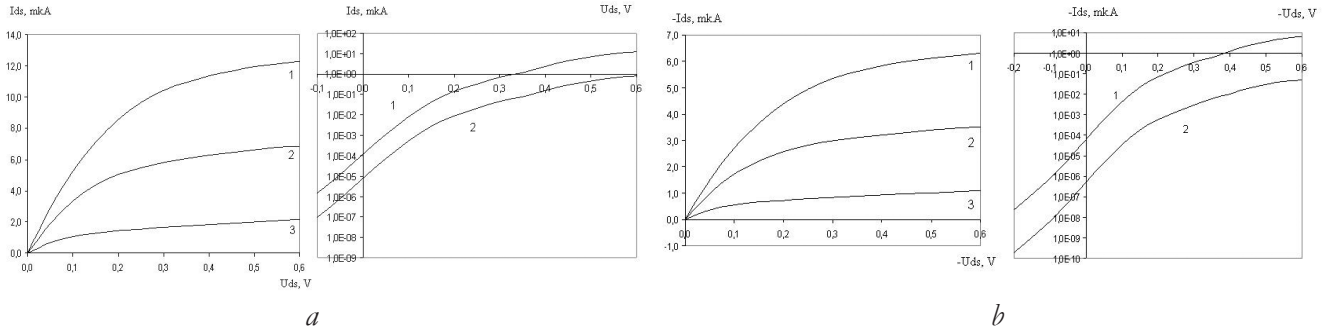 Ids, mkA
14,0
12,0
10,0
8,0
6,0
4,0
2,0
0,0
0,0 0,1 0,2 0,3 0,4 0,5 0,6
Uds, V
1
2
3
Ids, mkA
Uds, V
1,0E+02
1,0E+01
1,0E+00
1,0E-01
1,0E-02
1,0E-03
1,0E-04
1,0E-05
1,0E-06
1,0E-07
1,0E-08
1,0E-09
-0,1 0,0 0,1 0,2 0,3 0,4 0,5 0,6
1
2
a
-Ids, mkA
7,0
6,0
5,0
4,0
3,0
2,0
1,0
0,0
-1,0
0,0 0,1 0,2 0,3 0,4 0,5 0,6
-Uds, V
1
2
3
-Ids, mkA
-Uds, V
1,0E+01
1,0E+00
1,0E-01
1,0E-02
1,0E-03
1,0E-04
1,0E-05
1,0E-06
1,0E-07
1,0E-08
1,0E-09
1,0E-10
-0,2 -0,1 0,0 0,1 0,2 0,3 0,4 0,5 0,6
1
2
b